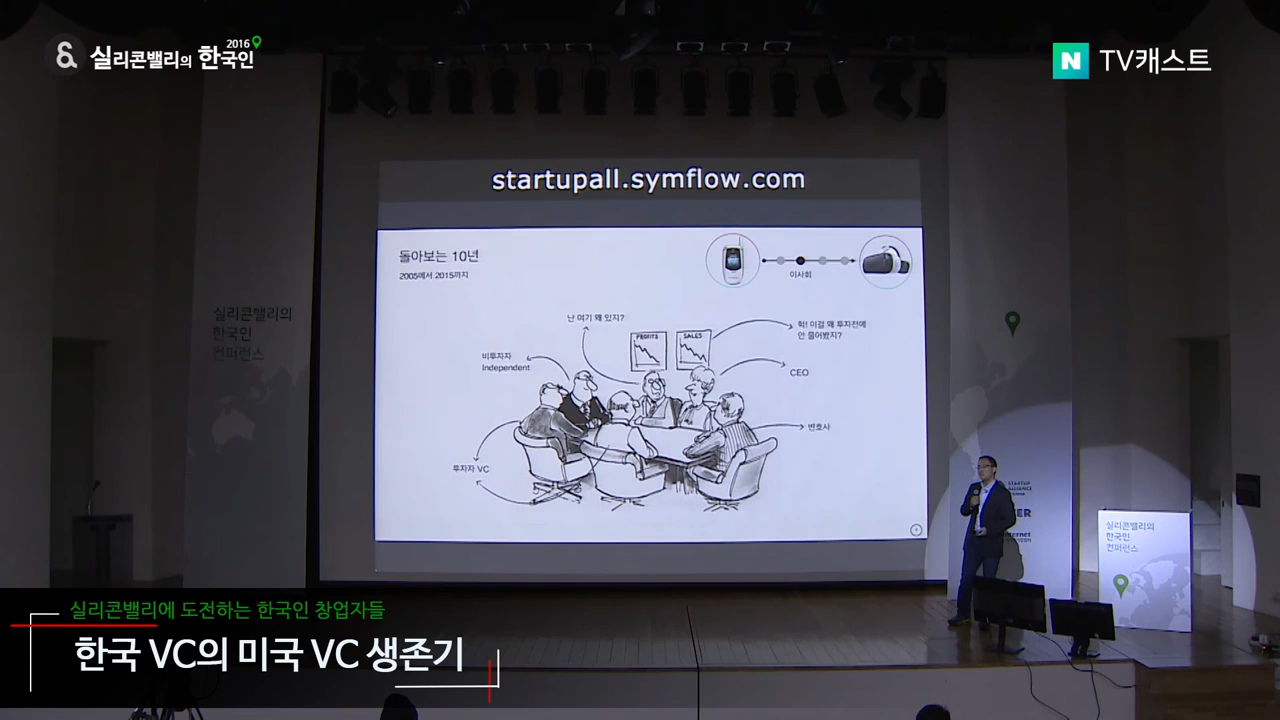 실리콘밸리의 한국인
2016
N TV캐스트
startupall.symflow.com
돌아보는 10년
2005에서 2015까지
이사회
난 여기 왜 있지?
PROFITS
SALES
헉! 이걸 왜 투자전에
안 물어봤지?
비투자자
Independent
CEO
변호사
투자자 VC
실리콘밸리의
한국인
컨퍼런스
STARTUP
ALLIANCE
실리콘밸리의
한국인
컨퍼런스
실리콘밸리에 도전하는 한국인 창업자들
한국 VC의 미국 VC 생존기